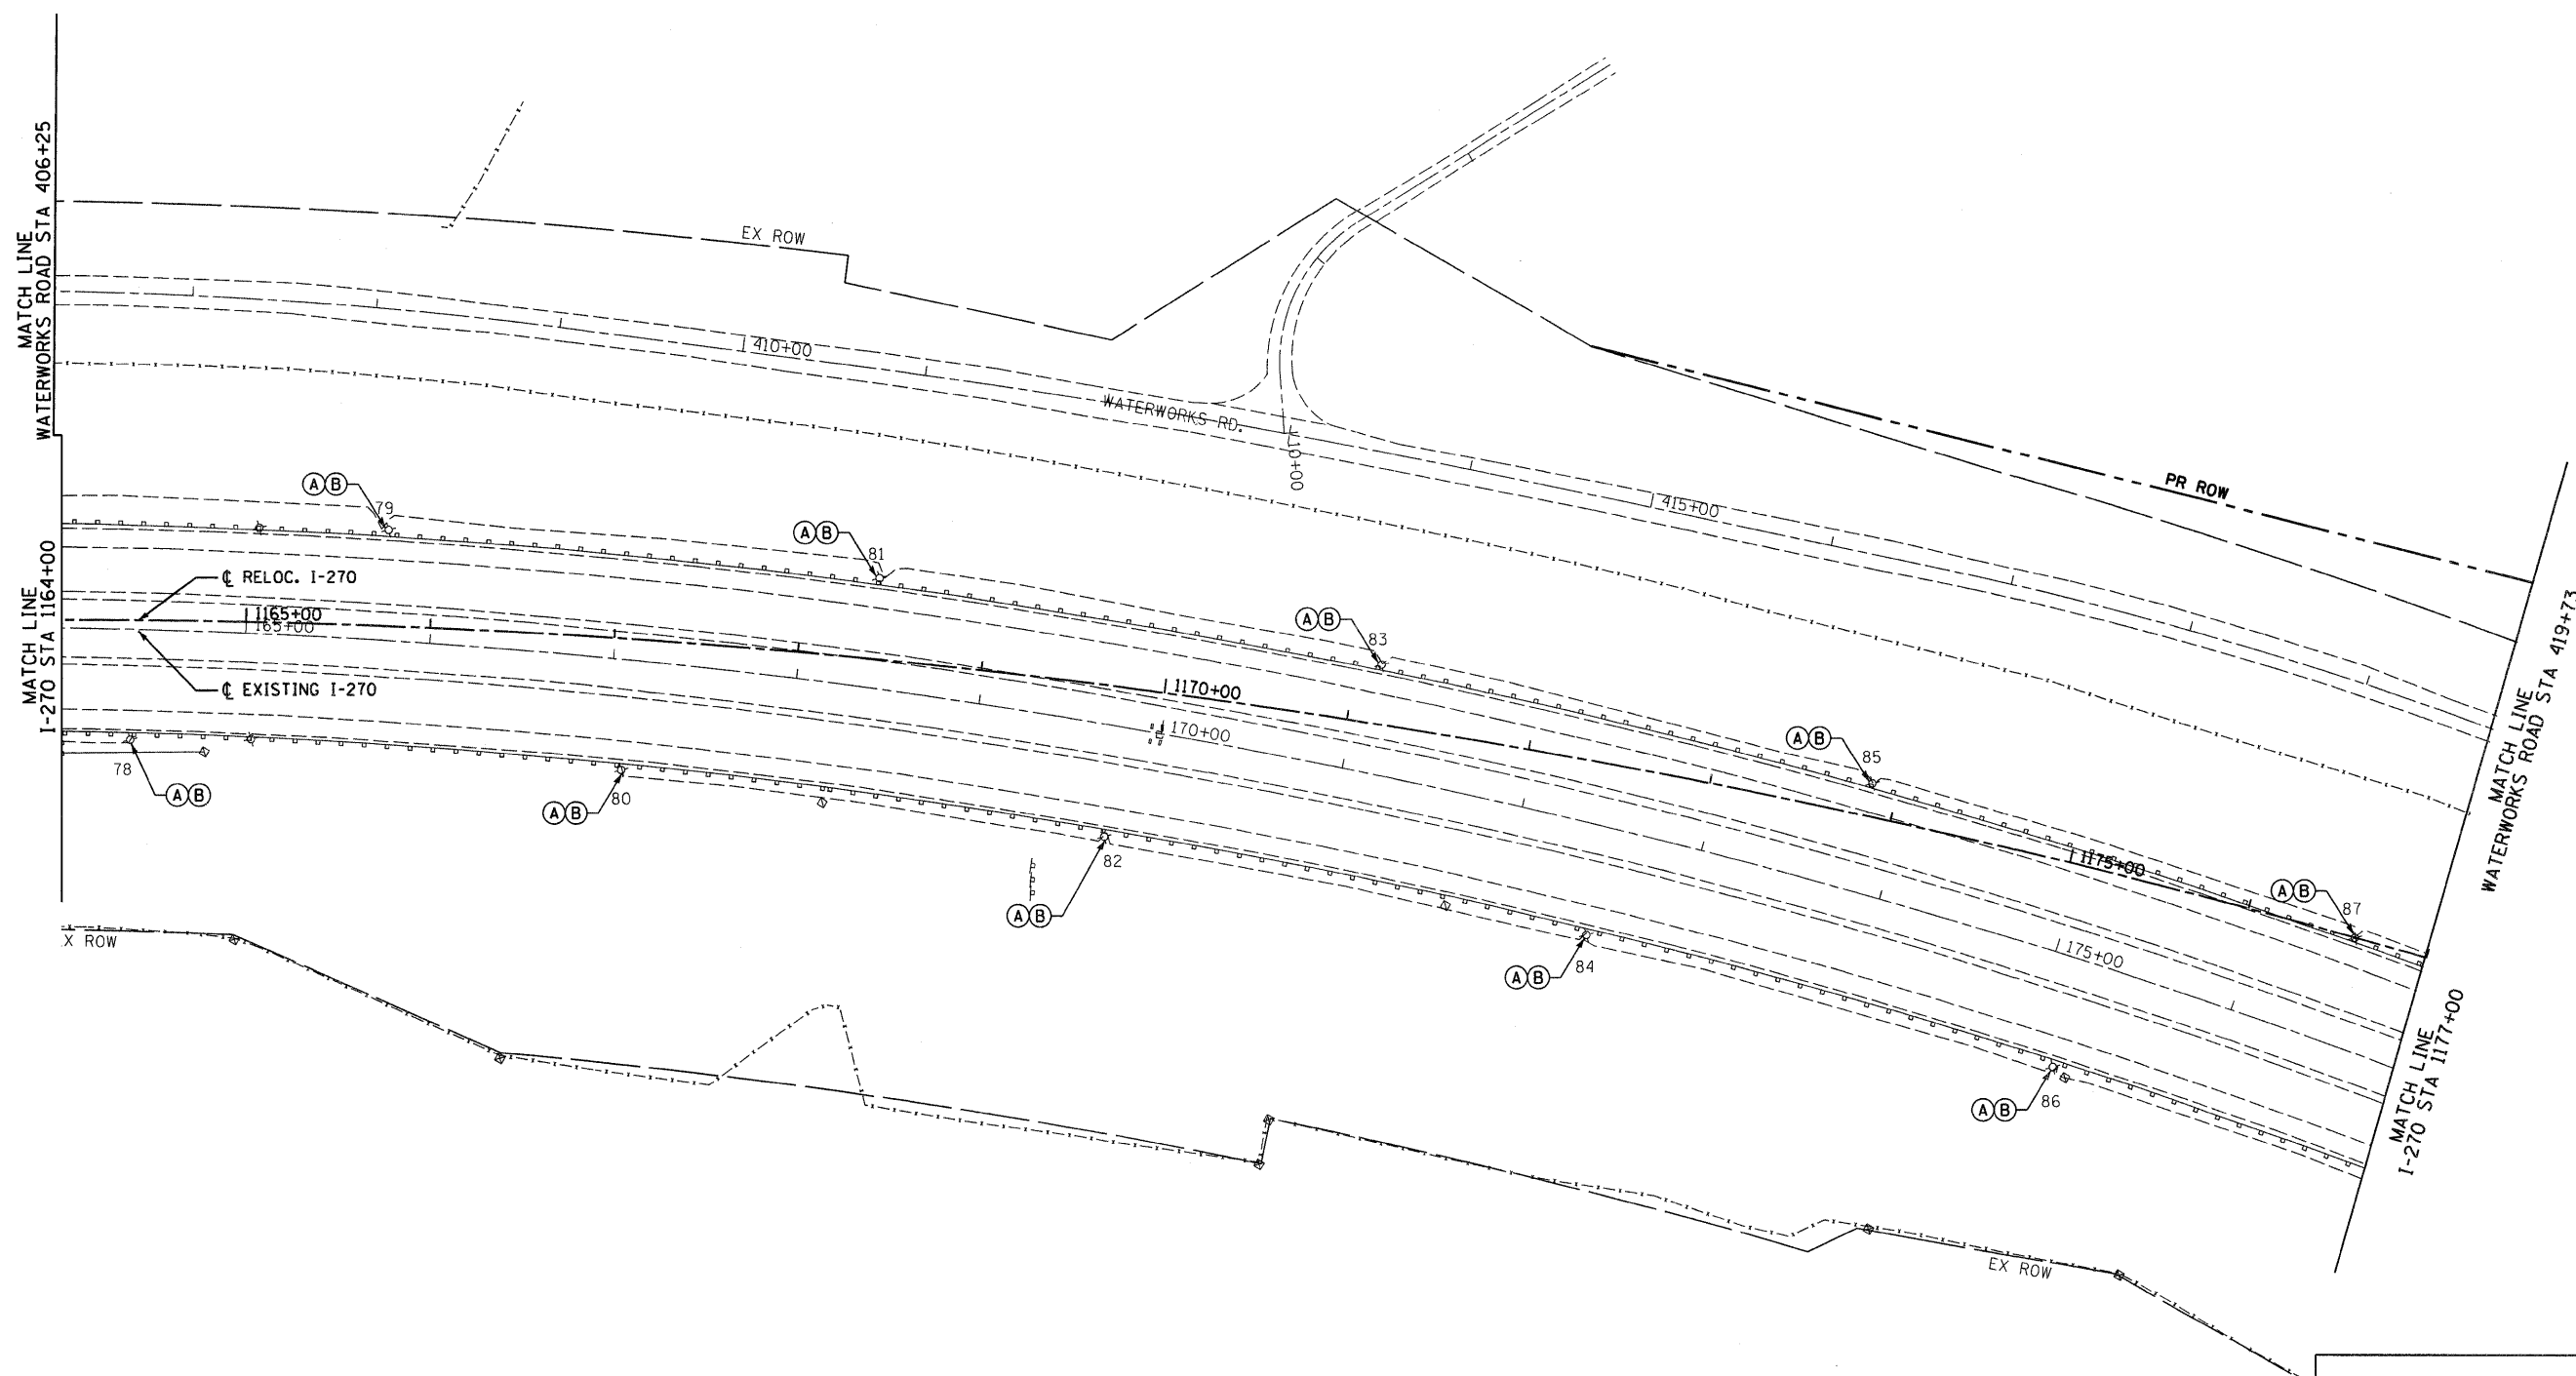 MATCH LINE
WATERWORKS ROAD STA 406+25
EX ROW
410+00
WATERWORKS RD.
10+00
415+00
PR ROW
MATCH LINE
WATERWORKS ROAD STA 419+73
MATCH LINE
I-270 STA 1164+00
A B
79
A B
81
A B
83
A B
85
A B
87
℄ RELOC. I-270
1165+00
165+00
℄ EXISTING I-270
1170+00
170+00
1175+00
175+00
78
A B
A B
80
A B
82
A B
84
A B
86
X ROW
EX ROW
MATCH LINE
I-270 STA 1177+00